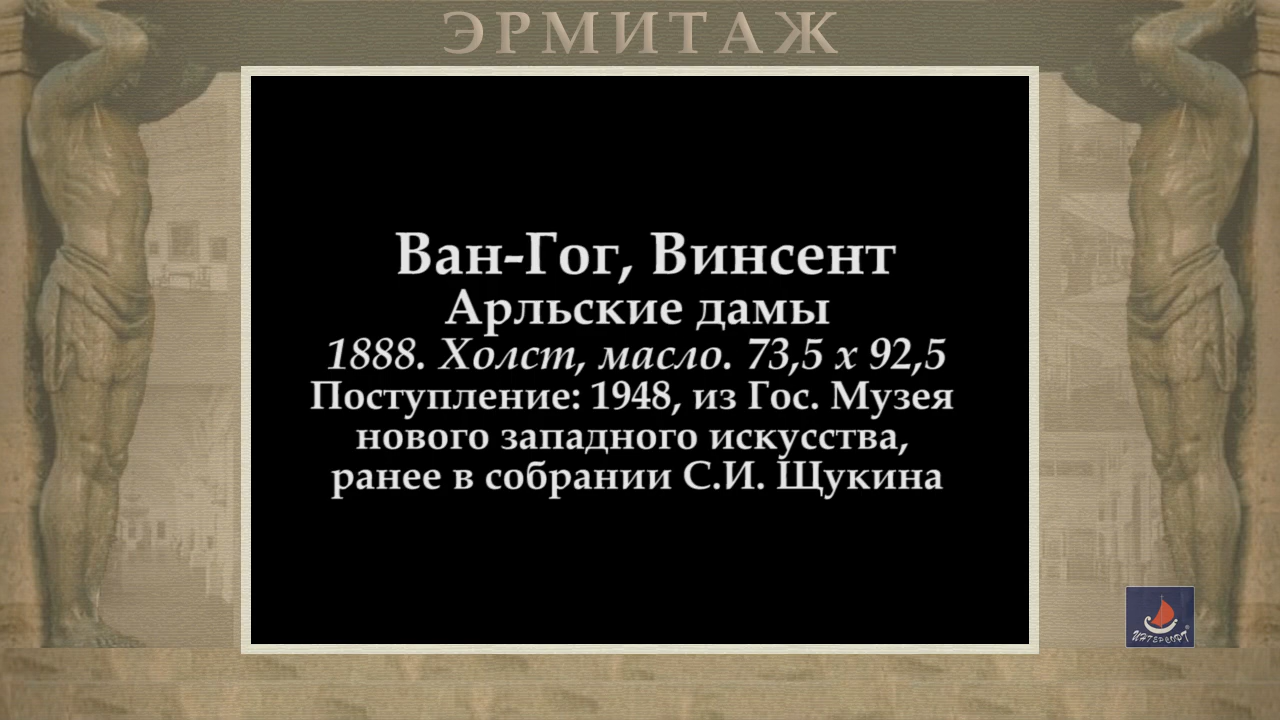 ЭРМИТАЖ
Ван-Гог, Винсент
Арльские дамы
1888. Холст, масло. 73,5 х 92,5
Поступление: 1948, из Гос. Музея
нового западного искусства,
ранее в собрании С.И. Щукина
ИНТЕРСОФТ